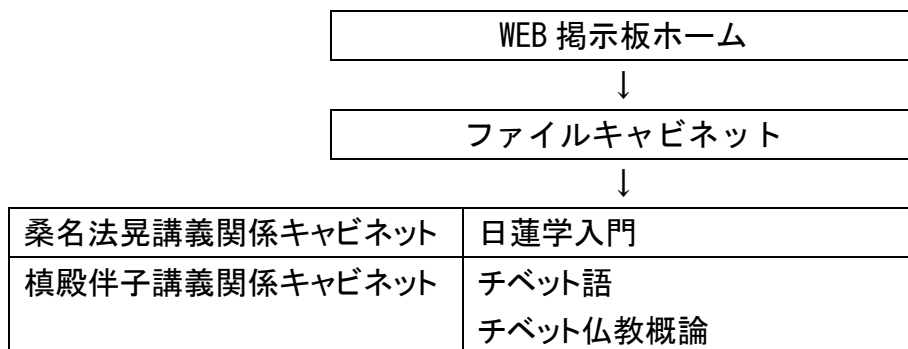 WEB 掲示板ホーム
↓
ファイルキャビネット
↓
桑名法晃講義関係キャビネット 日蓮学入門
槙殿伴子講義関係キャビネット チベット語
チベット仏教概論